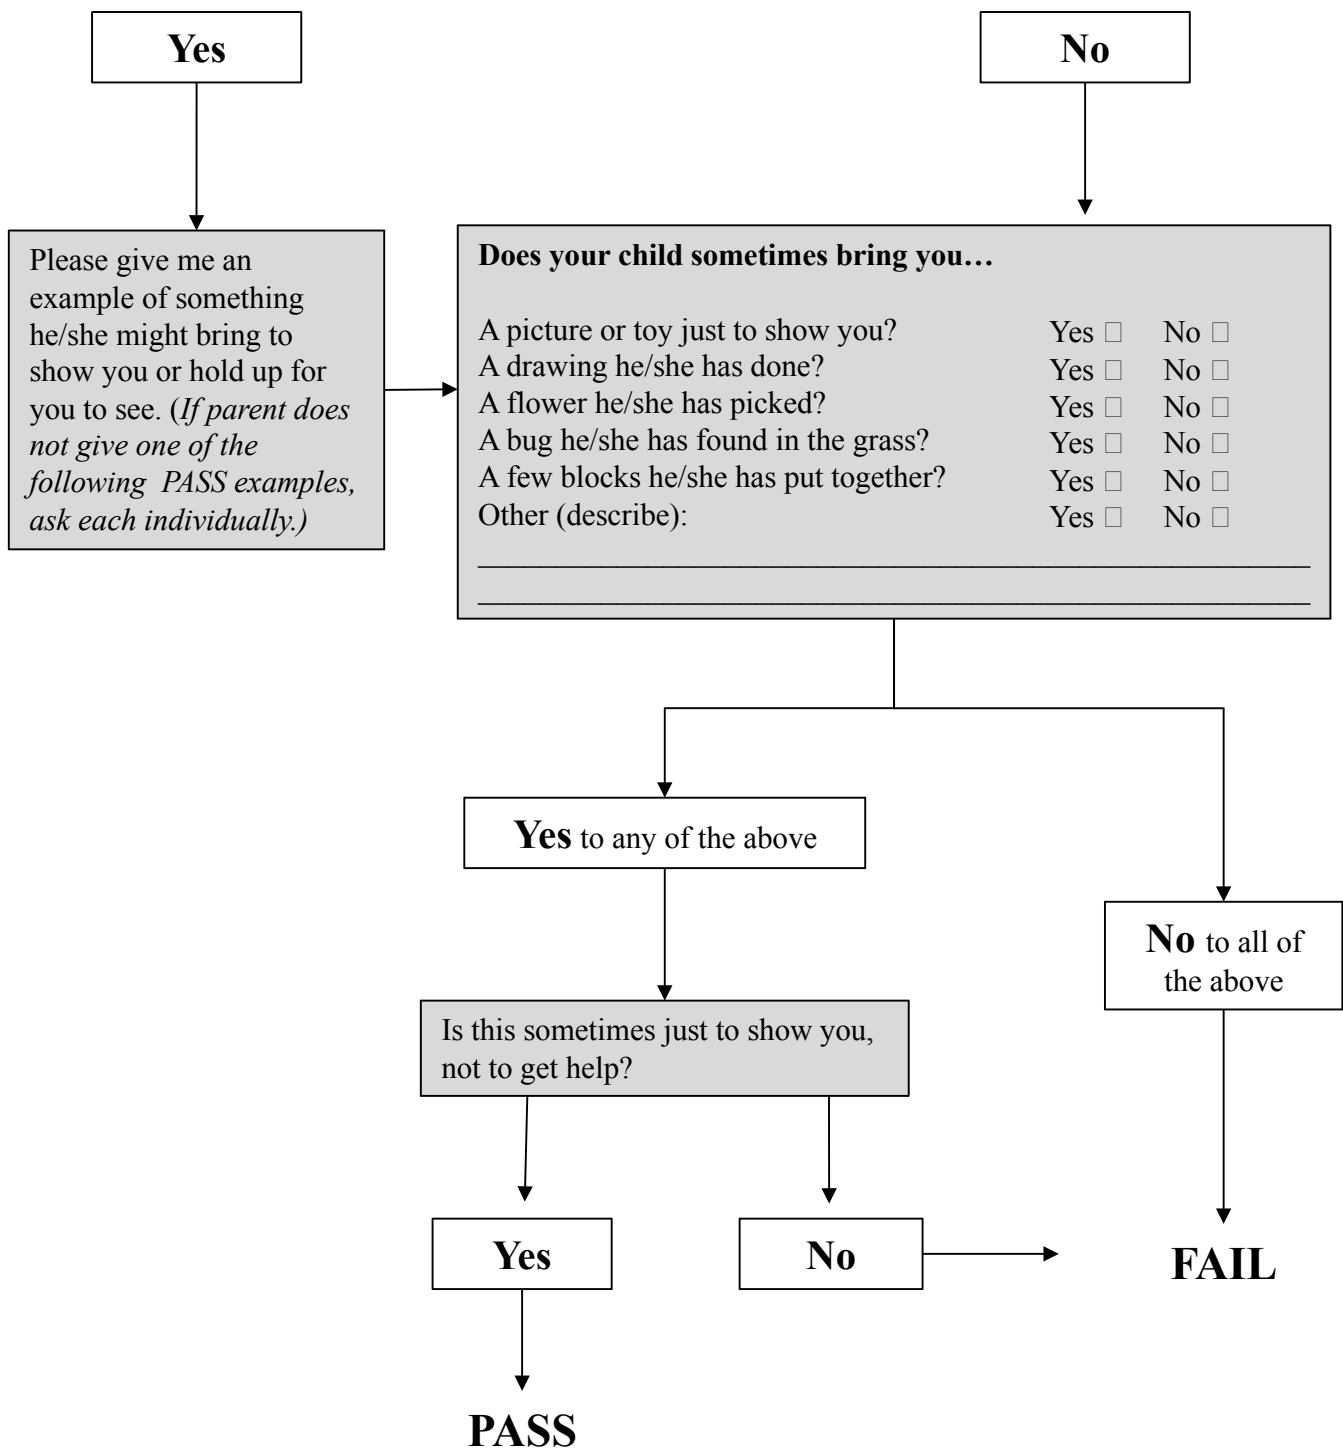 Yes
No
Please give me an
example of something
he/she might bring to
show you or hold up for
you to see. (If parent does
not give one of the
following  PASS examples,
ask each individually.)
Does your child sometimes bring you…
A picture or toy just to show you? Yes □ No □
A drawing he/she has done? Yes □ No □
A flower he/she has picked? Yes □ No □
A bug he/she has found in the grass? Yes □ No □
A few blocks he/she has put together? Yes □ No □
Other (describe): Yes □ No □
Yes to any of the above
No to all of
the above
Is this sometimes just to show you,
not to get help?
Yes
No
FAIL
PASS